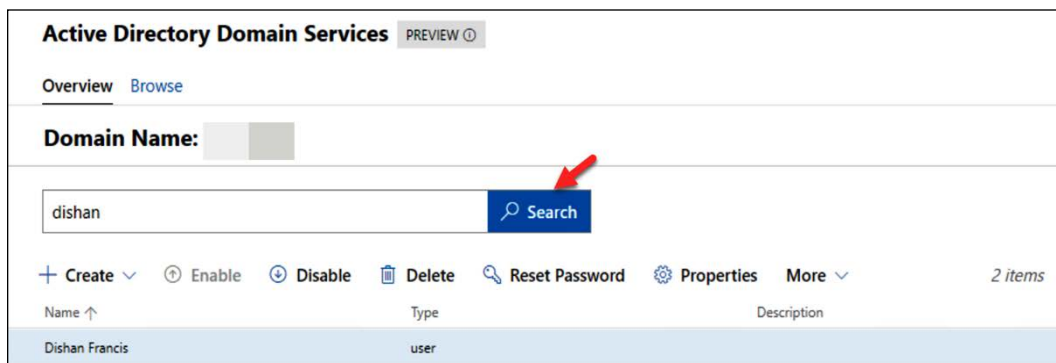 Active Directory Domain Services PREVIEW
Overview Browse
Domain Name:
dishan Search
Create Enable Disable Delete Reset Password Properties More 2 items
Name Type Description
Dishan Francis user